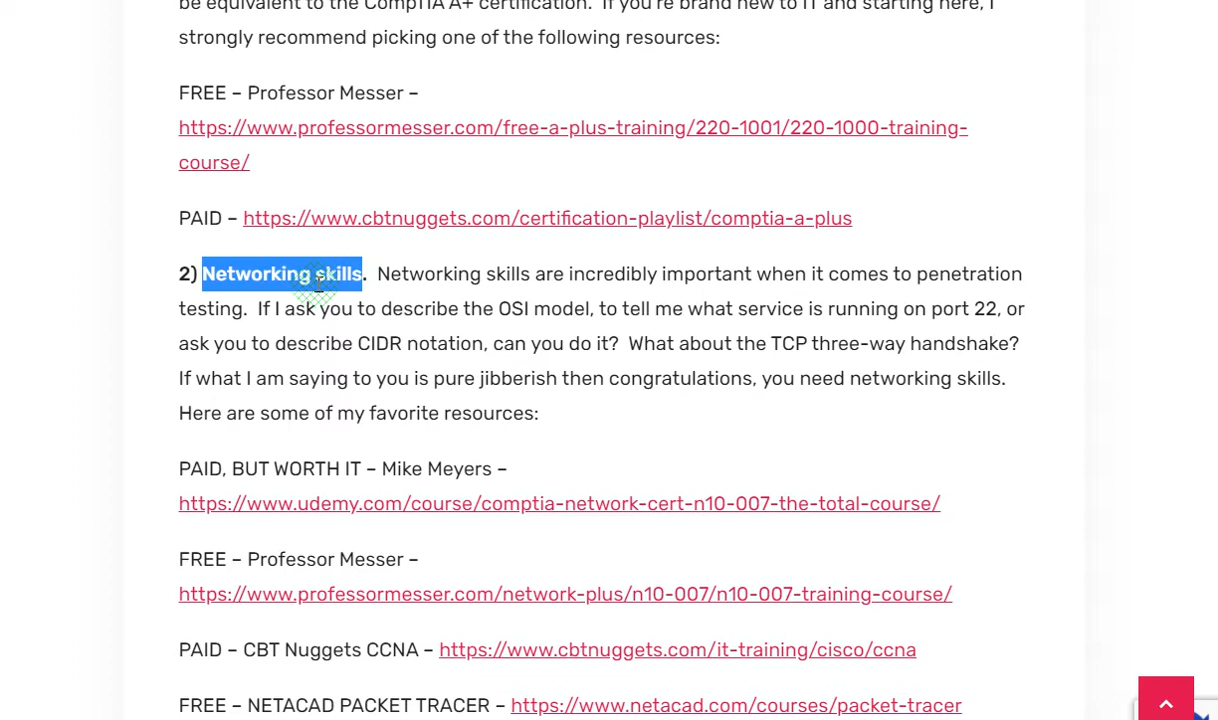 be equivalent to the CompTIA A+ certification.  If you're brand new to IT and starting here, I
strongly recommend picking one of the following resources:
FREE – Professor Messer –
https://www.professormesser.com/free-a-plus-training/220-1001/220-1000-training-
course/
PAID – https://www.cbtnuggets.com/certification-playlist/comptia-a-plus
2) Networking skills.  Networking skills are incredibly important when it comes to penetration
testing.  If I ask you to describe the OSI model, to tell me what service is running on port 22, or
ask you to describe CIDR notation, can you do it?  What about the TCP three-way handshake?
If what I am saying to you is pure jibberish then congratulations, you need networking skills.
Here are some of my favorite resources:
PAID, BUT WORTH IT – Mike Meyers –
https://www.udemy.com/course/comptia-network-cert-n10-007-the-total-course/
FREE – Professor Messer –
https://www.professormesser.com/network-plus/n10-007/n10-007-training-course/
PAID – CBT Nuggets CCNA – https://www.cbtnuggets.com/it-training/cisco/ccna
FREE – NETACAD PACKET TRACER – https://www.netacad.com/courses/packet-tracer